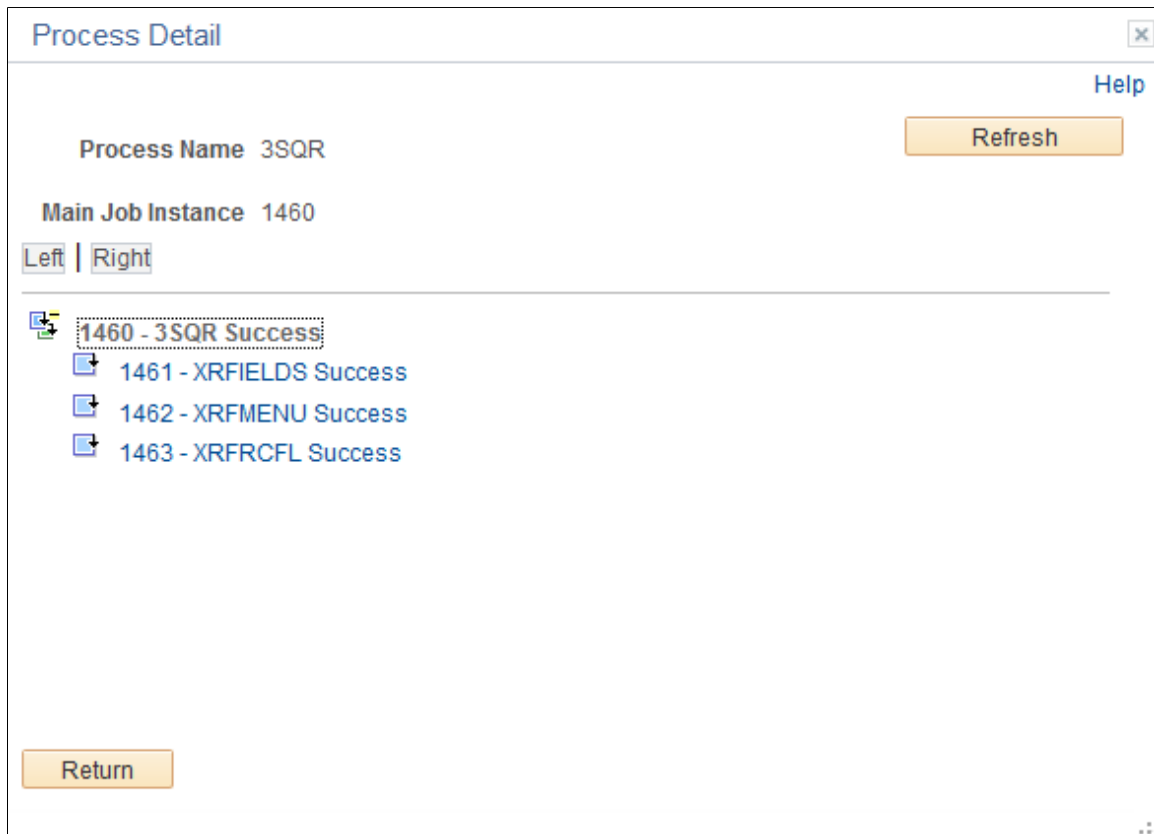 Process Detail
Help
Refresh
Process Name 3SQR
Main Job Instance 1460
Left | Right
1460 - 3SQR Success
1461 - XRFIELDS Success
1462 - XRFMENU Success
1463 - XRFRCFL Success
Return